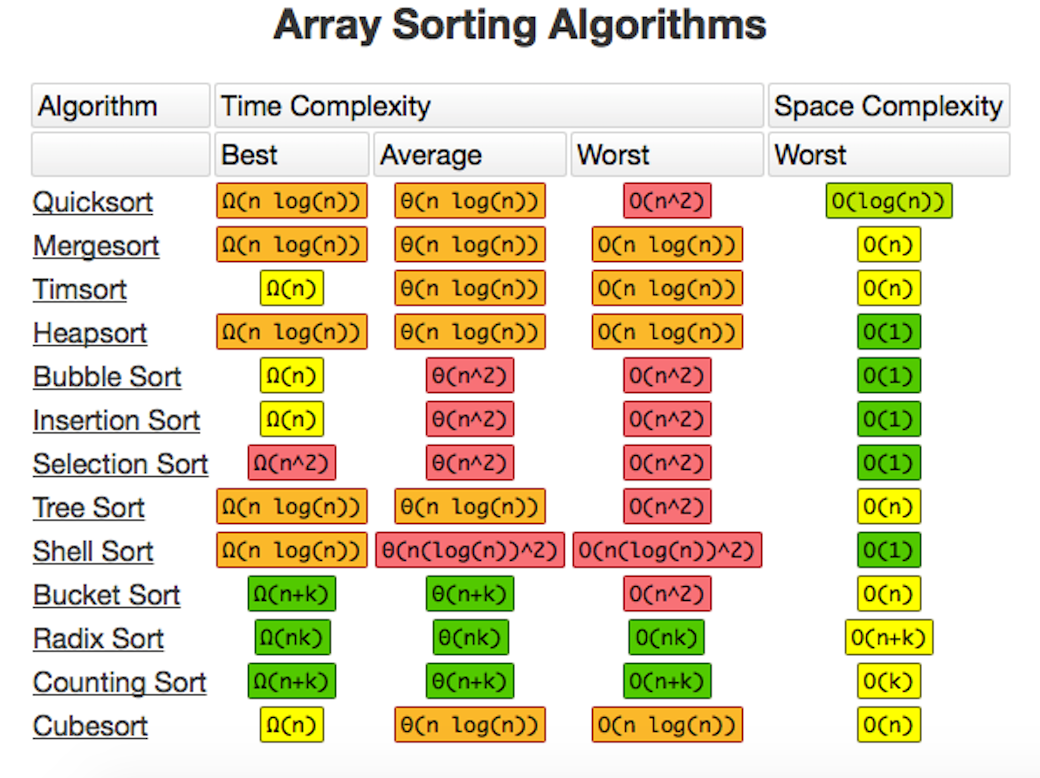 Array Sorting Algorithms
Algorithm Time Complexity Space Complexity
Best Average Worst Worst
Quicksort Ω(n log(n)) Θ(n log(n)) O(n^2) O(log(n))
Mergesort Ω(n log(n)) Θ(n log(n)) O(n log(n)) O(n)
Timsort Ω(n) Θ(n log(n)) O(n log(n)) O(n)
Heapsort Ω(n log(n)) Θ(n log(n)) O(n log(n)) O(1)
Bubble Sort Ω(n) Θ(n^2) O(n^2) O(1)
Insertion Sort Ω(n) Θ(n^2) O(n^2) O(1)
Selection Sort Ω(n^2) Θ(n^2) O(n^2) O(1)
Tree Sort Ω(n log(n)) Θ(n log(n)) O(n^2) O(n)
Shell Sort Ω(n log(n)) Θ(n(log(n))^2) O(n(log(n))^2) O(1)
Bucket Sort Ω(n+k) Θ(n+k) O(n^2) O(n)
Radix Sort Ω(nk) Θ(nk) O(nk) O(n+k)
Counting Sort Ω(n+k) Θ(n+k) O(n+k) O(k)
Cubesort Ω(n) Θ(n log(n)) O(n log(n)) O(n)